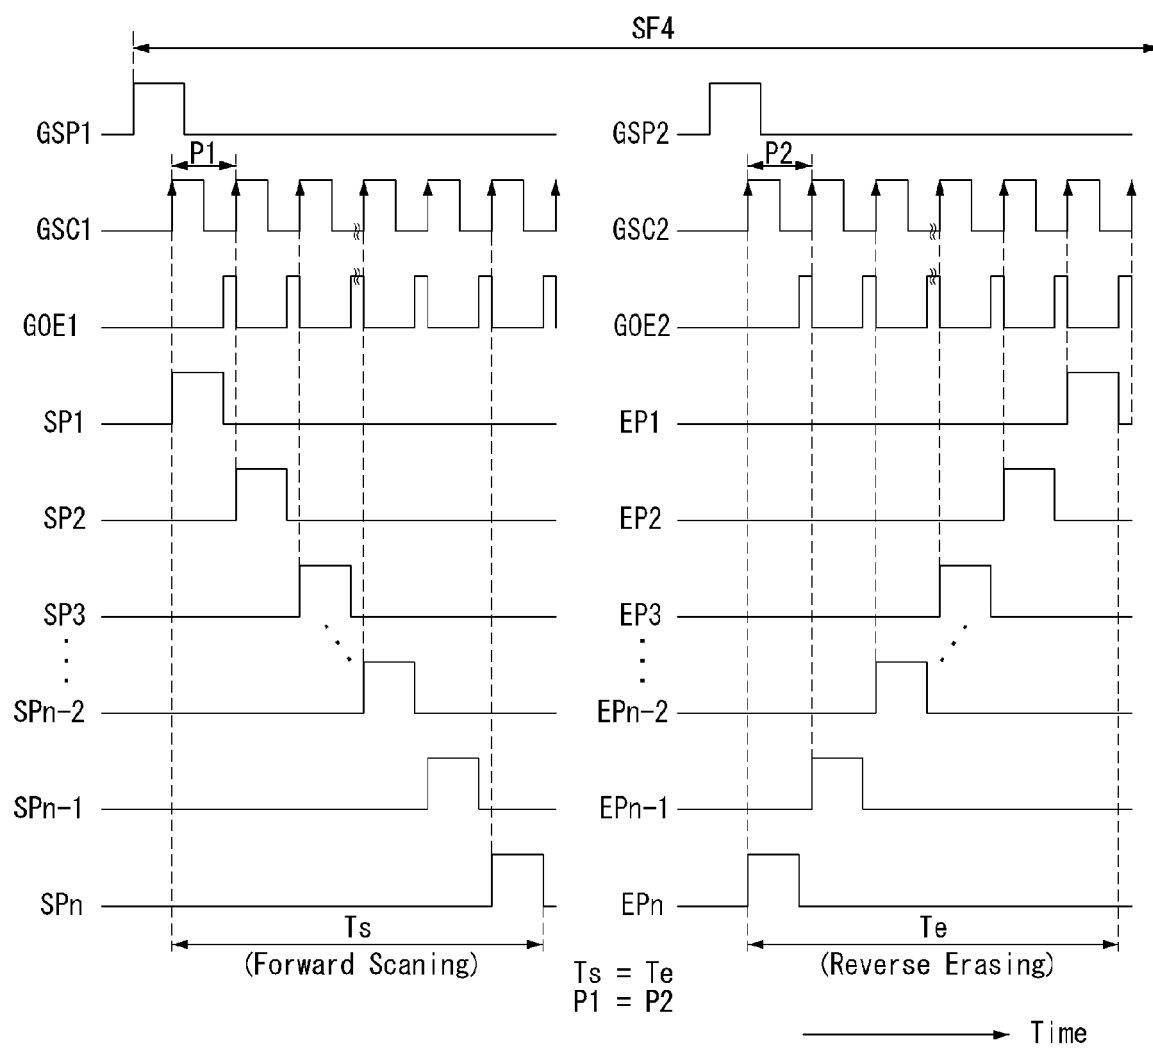 SF4
GSP1
GSP2
P1
P2
GSC1
GSC2
GOE1
GOE2
SP1
EP1
SP2
EP2
SP3
EP3
SPn-2
EPn-2
SPn-1
EPn-1
SPn
EPn
Ts
(Forward Scaning)
Te
(Reverse Erasing)
Ts = Te
P1 = P2
Time